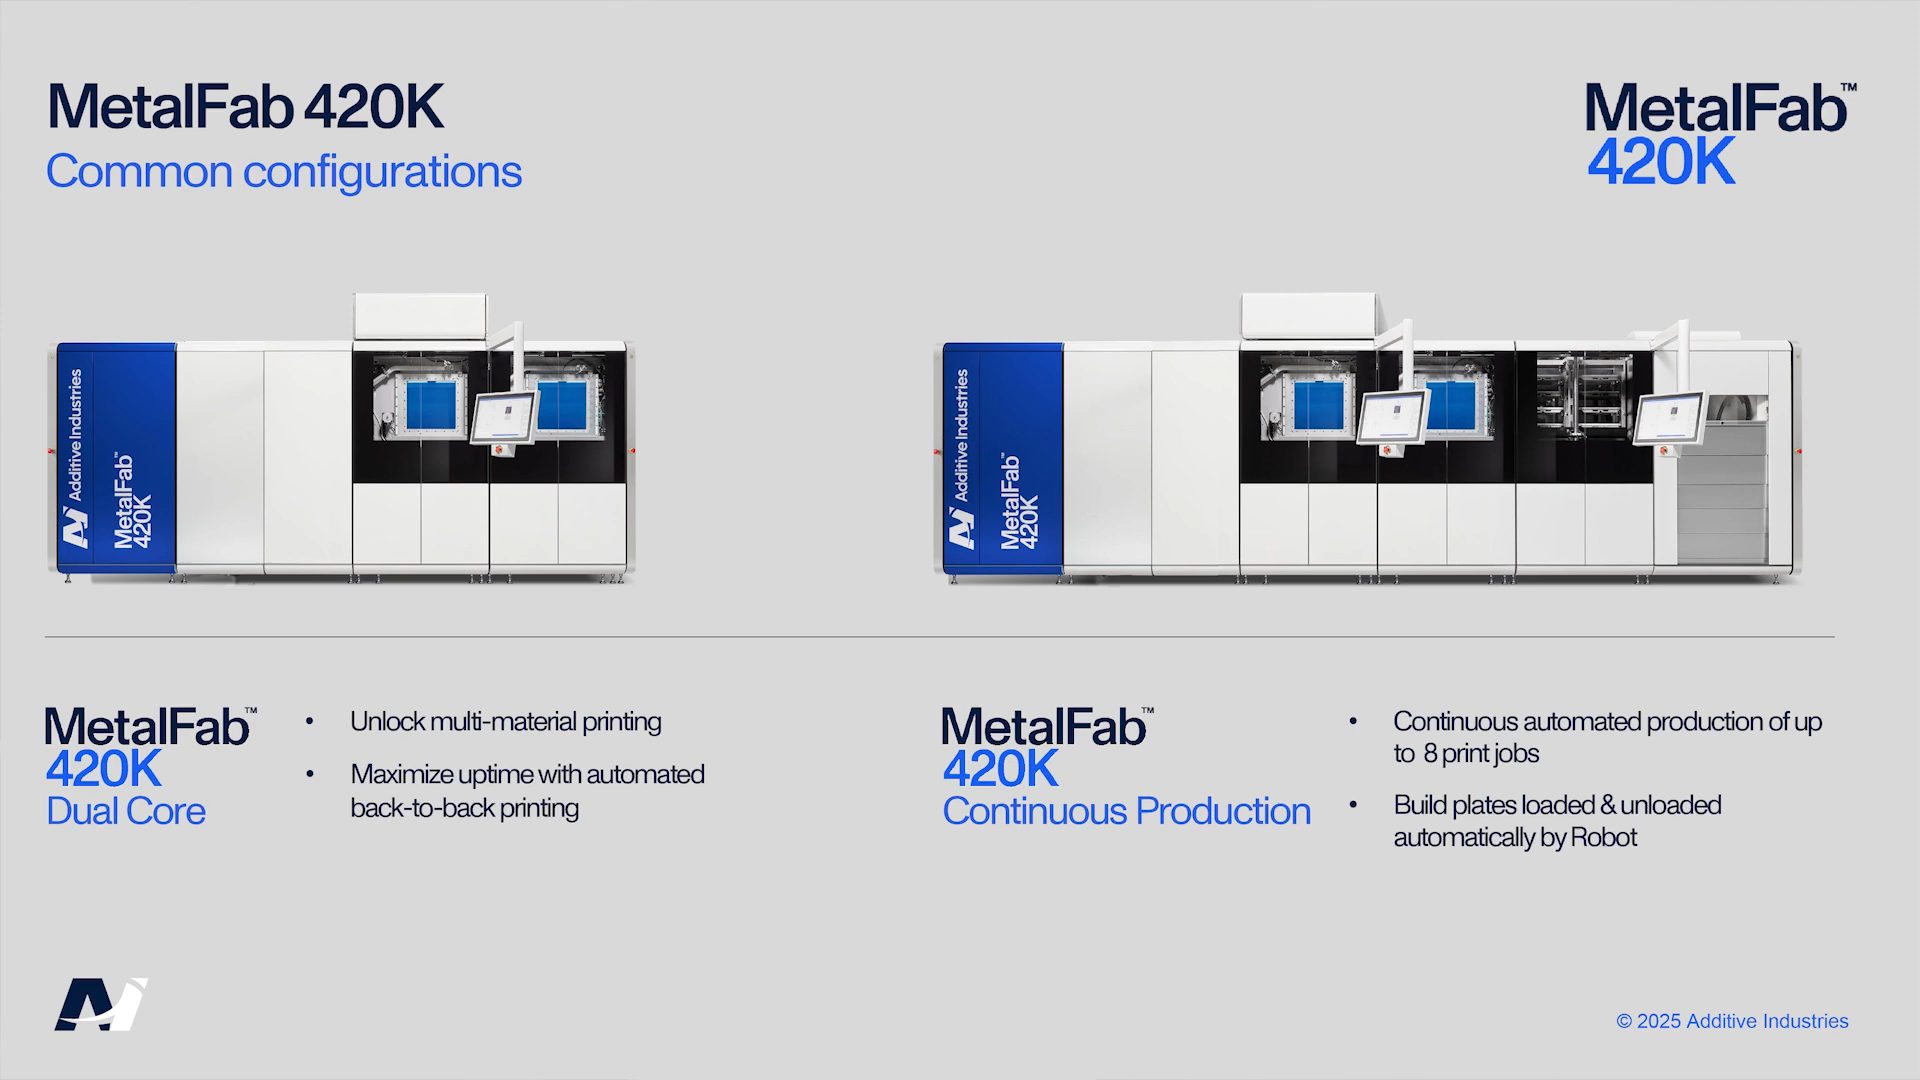 MetalFab 420K
Common configurations
MetalFab™
420K
Additive Industries
MetalFab™
420K
Additive Industries
MetalFab™
420K
MetalFab™
420K
Dual Core
• Unlock multi-material printing
• Maximize uptime with automated
back-to-back printing
MetalFab™
420K
Continuous Production
• Continuous automated production of up
to 8 print jobs
• Build plates loaded & unloaded
automatically by Robot
© 2025 Additive Industries